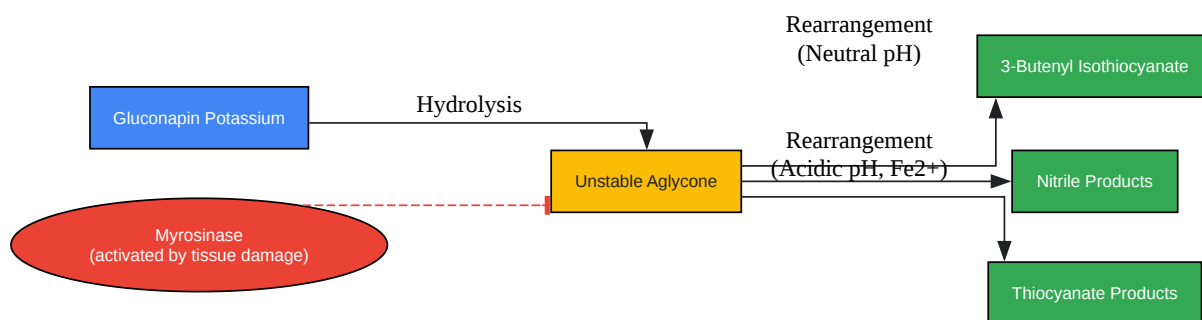 Rearrangement
(Neutral pH)
3-Butenyl Isothiocyanate
Gluconapin Potassium
Hydrolysis
Rearrangement
(Acidic pH, Fe2+)
Unstable Aglycone
Nitrile Products
Myrosinase
(activated by tissue damage)
Thiocyanate Products